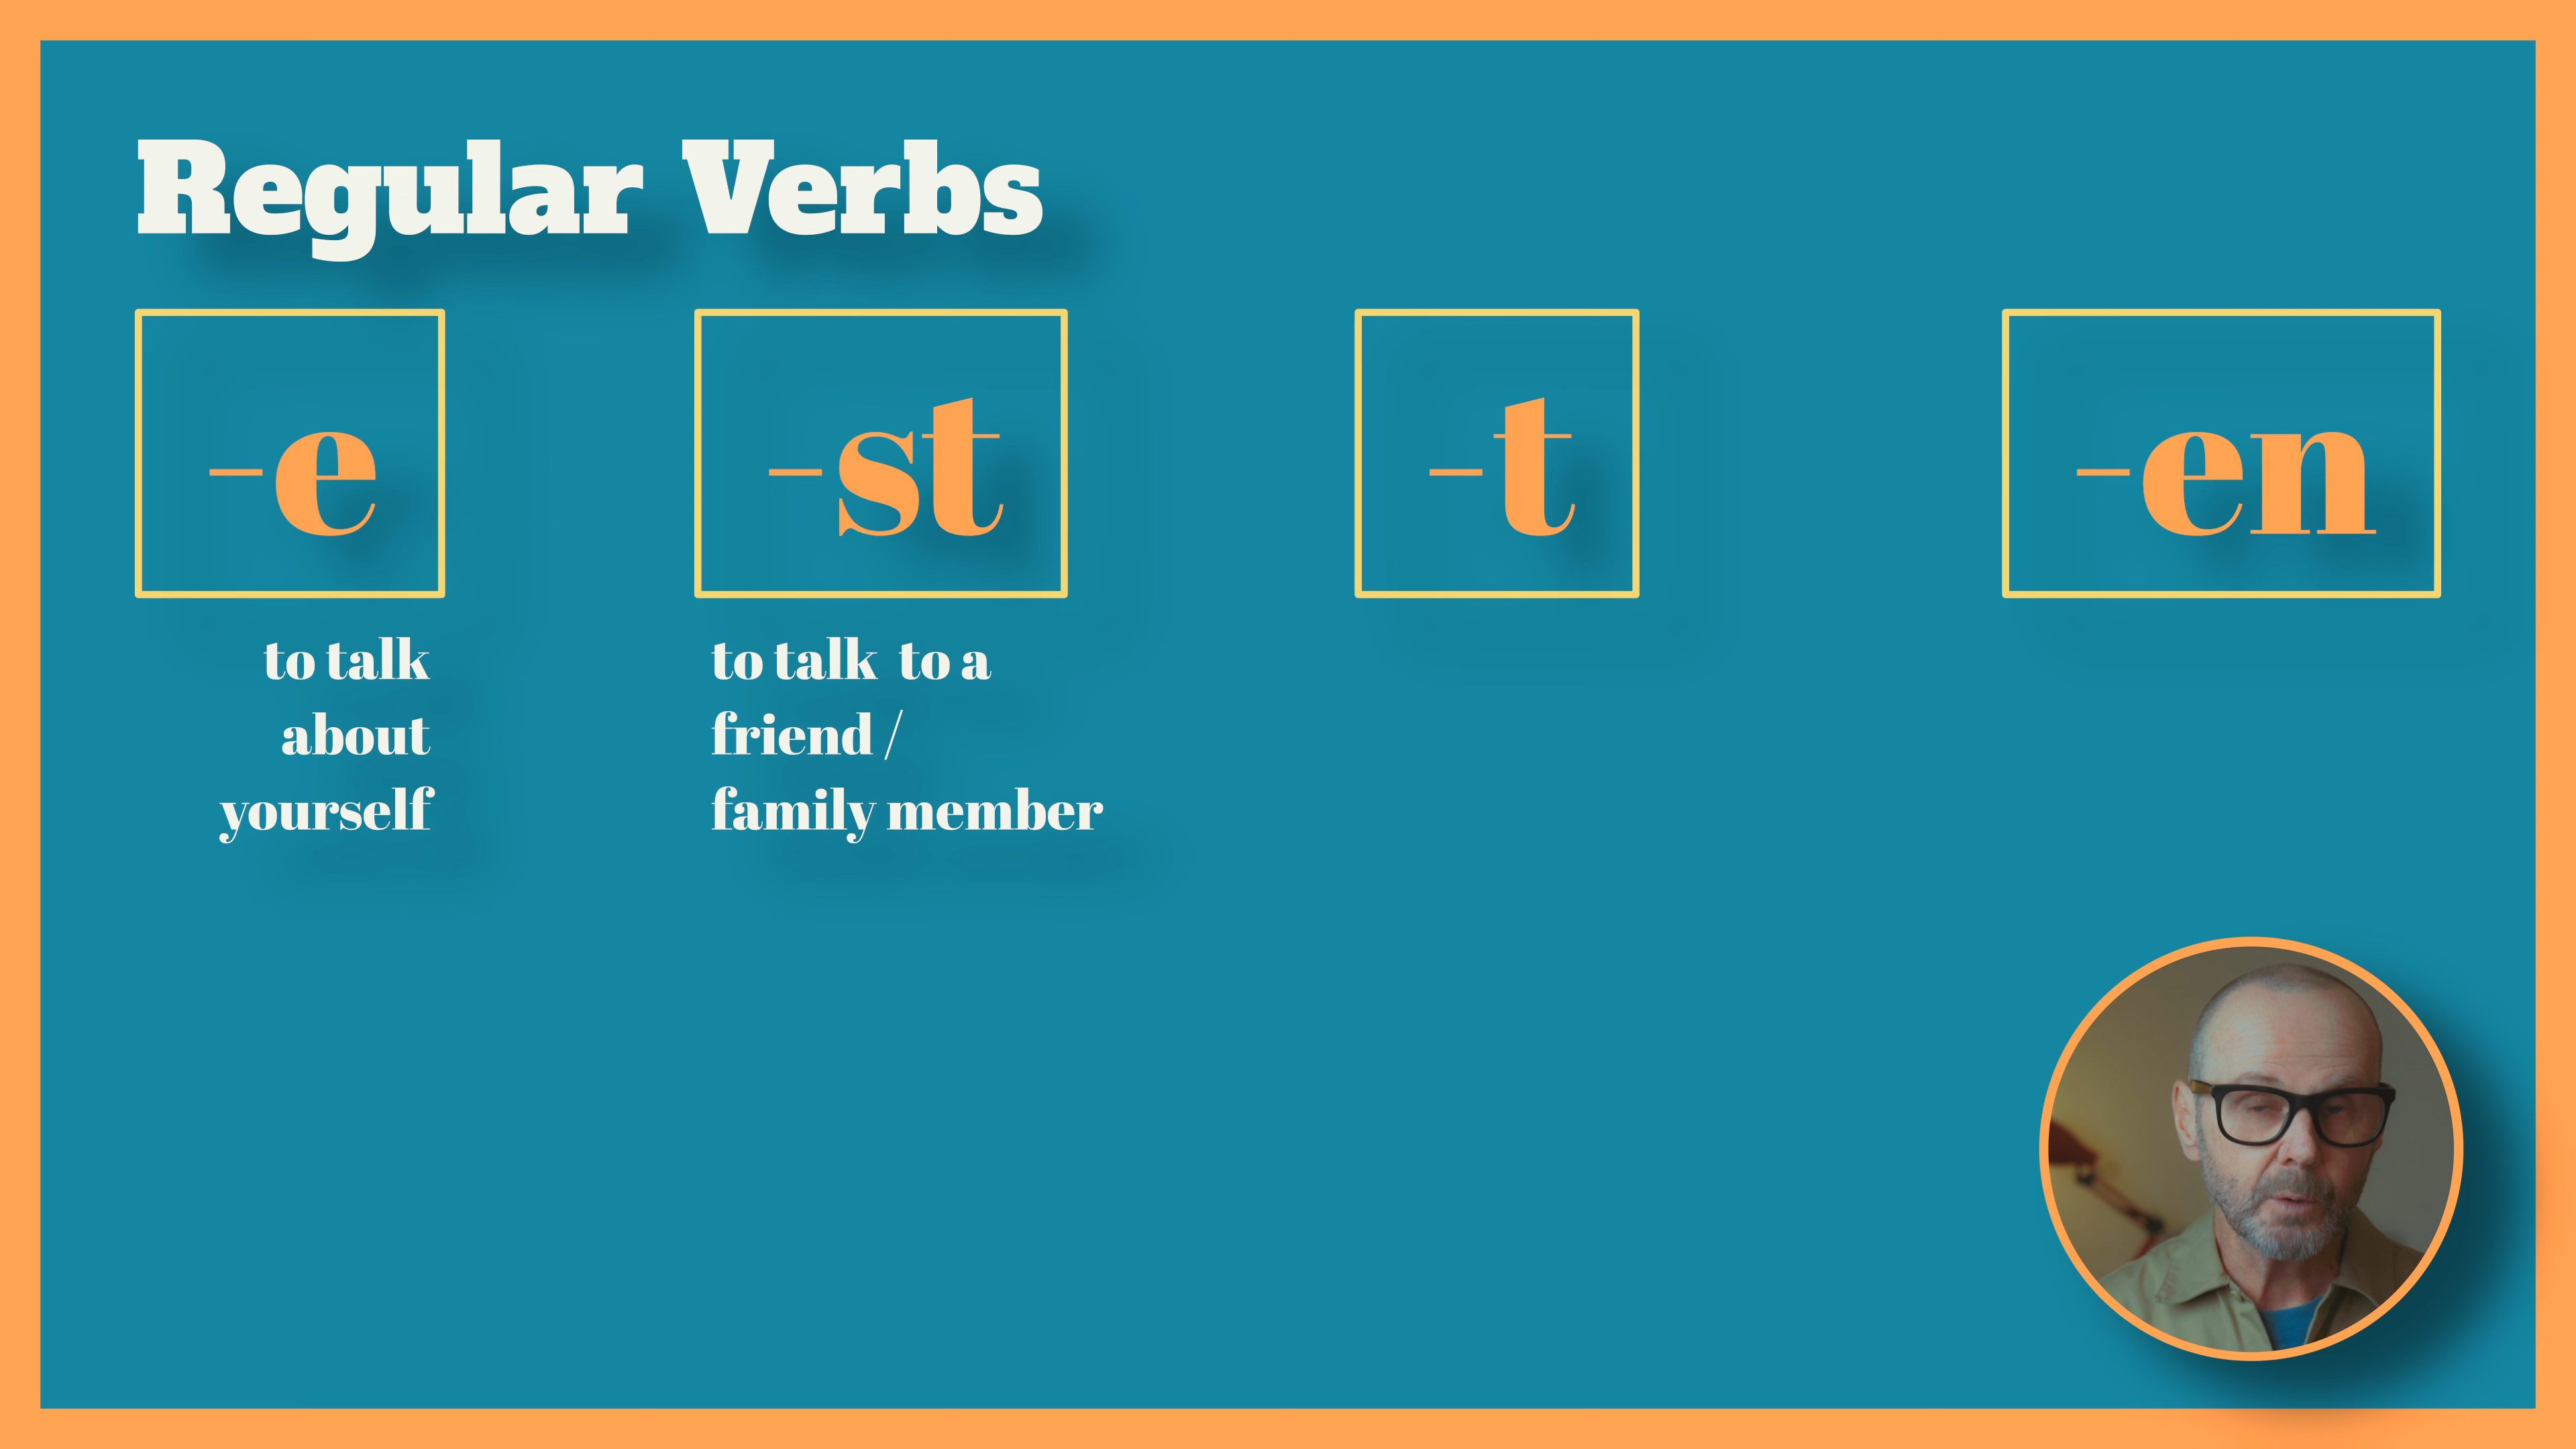 Regular Verbs
-e
-st
-t
-en
to talk
about
yourself
to talk to a
friend /
family member